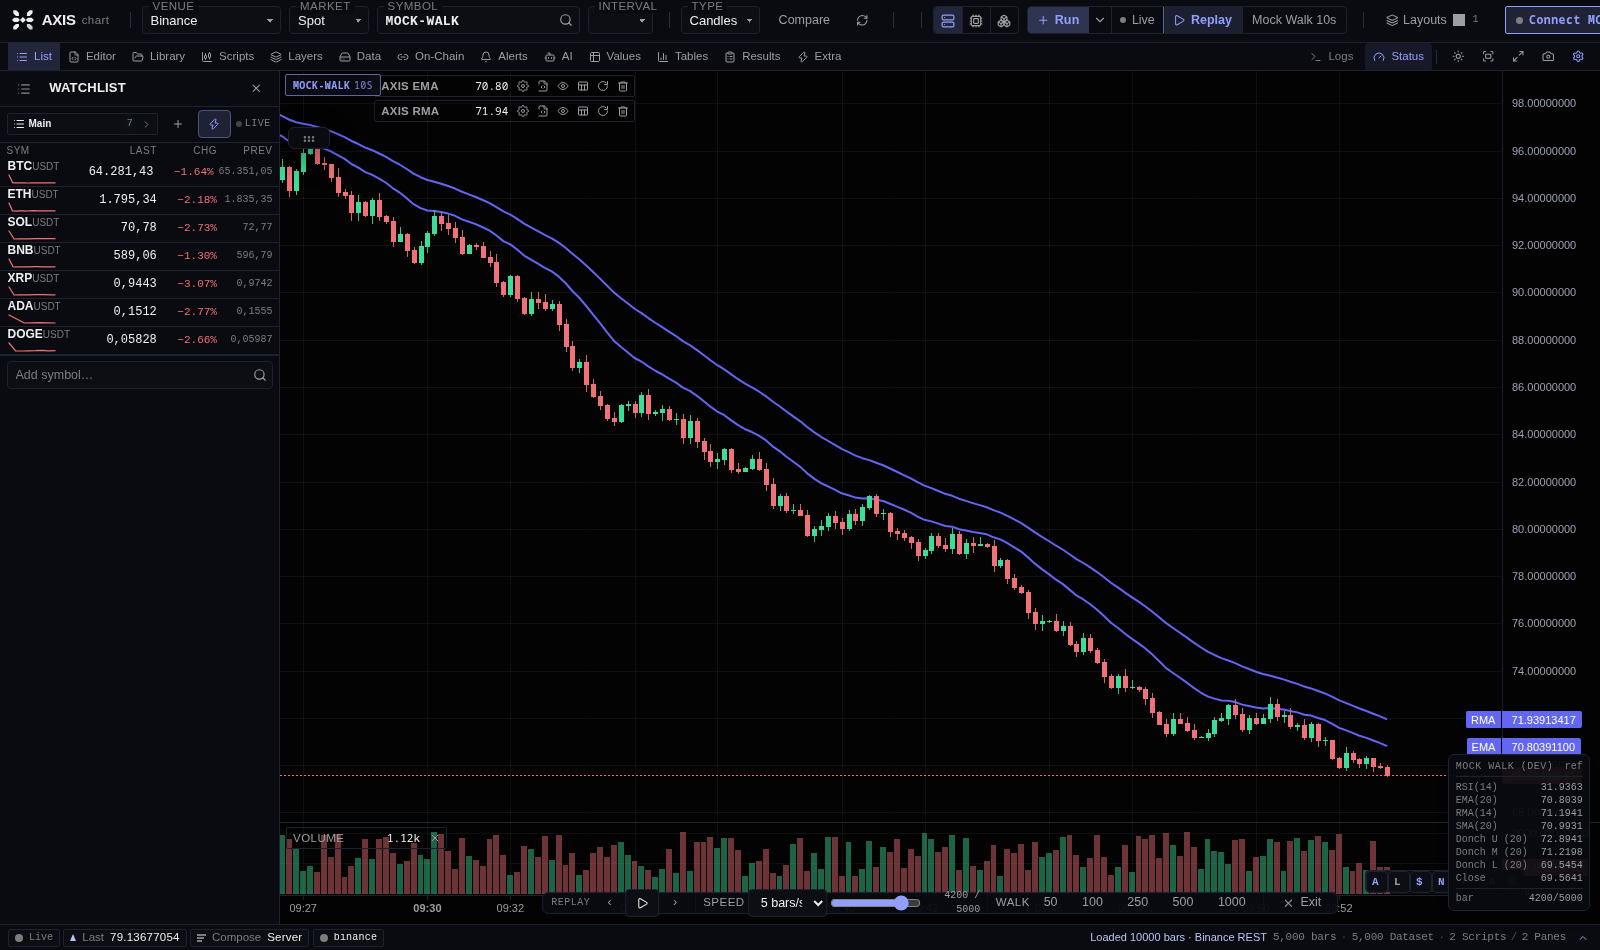 AXIS chart
VENUE
Binance
MARKET
Spot
SYMBOL
MOCK-WALK
INTERVAL
TYPE
Candles
Compare
Run
Live
Replay
Mock Walk 10s
Layouts 1
List
Editor
Library
Scripts
Layers
Data
On-Chain
Alerts
AI
Values
Tables
Results
Extra
Logs
Status
WATCHLIST
Main 7
LIVE
SYM LAST CHG PREV
BTCUSDT 64.281,43 −1.64% 65.351,05
ETHUSDT 1.795,34 −2.18% 1.835,35
SOLUSDT 70,78 −2.73% 72,77
BNBUSDT 589,06 −1.30% 596,79
XRPUSDT 0,9443 −3.07% 0,9742
ADAUSDT 0,1512 −2.77% 0,1555
DOGEUSDT 0,05828 −2.66% 0,05987
Add symbol…
MOCK-WALK 10S
AXIS EMA 70.80
AXIS RMA 71.94
98.00000000
96.00000000
94.00000000
92.00000000
90.00000000
88.00000000
86.00000000
84.00000000
82.00000000
80.00000000
78.00000000
76.00000000
74.00000000
RMA 71.93913417
EMA 70.80391100
MOCK WALK (DEV) ref
RSI(14) 31.9363
EMA(20) 70.8039
RMA(14) 71.1941
SMA(20) 70.9931
Donch U (20) 72.8941
Donch M (20) 71.2198
Donch L (20) 69.5454
Close 69.5641
bar 4200/5000
VOLUME 1.12k
A L $ N
09:27
09:30
09:32
:52
REPLAY
SPEED
5 bars/s
4200 /
5000
WALK 50 100 250 500 1000
Exit
Live
Last 79.13677054
Compose Server
binance
Loaded 10000 bars · Binance REST 5,000 bars · 5,000 Dataset · 2 Scripts / 2 Panes